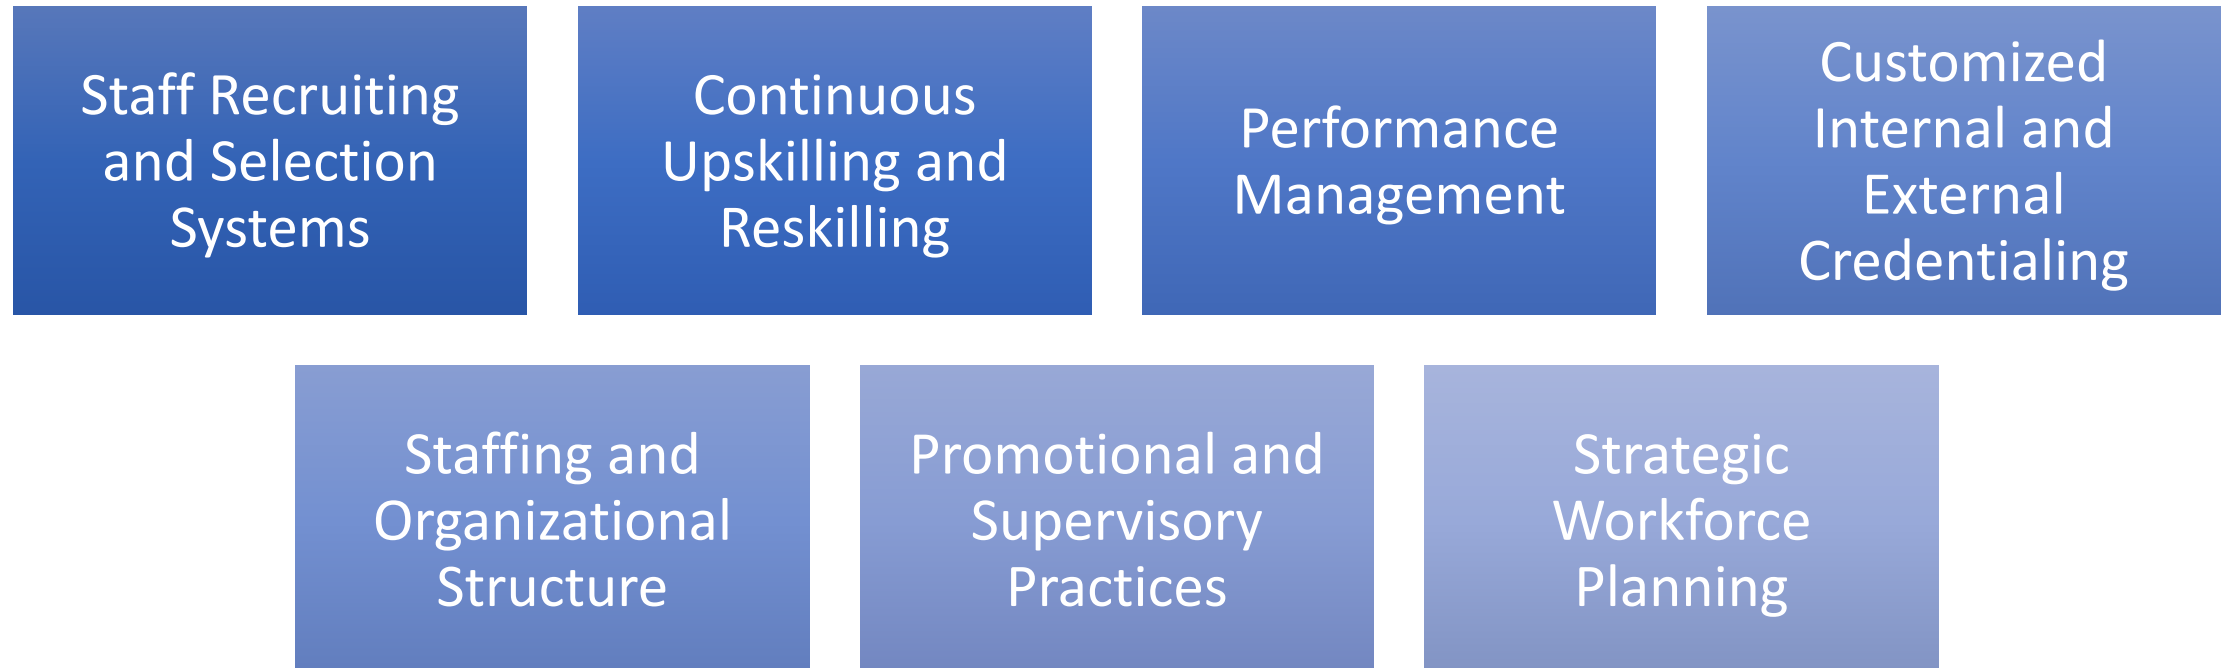 Staff Recruiting
and Selection
Systems
Continuous
Upskilling and
Reskilling
Performance
Management
Customized
Internal and
External
Credentialing
Staffing and
Organizational
Structure
Promotional and
Supervisory
Practices
Strategic
Workforce
Planning